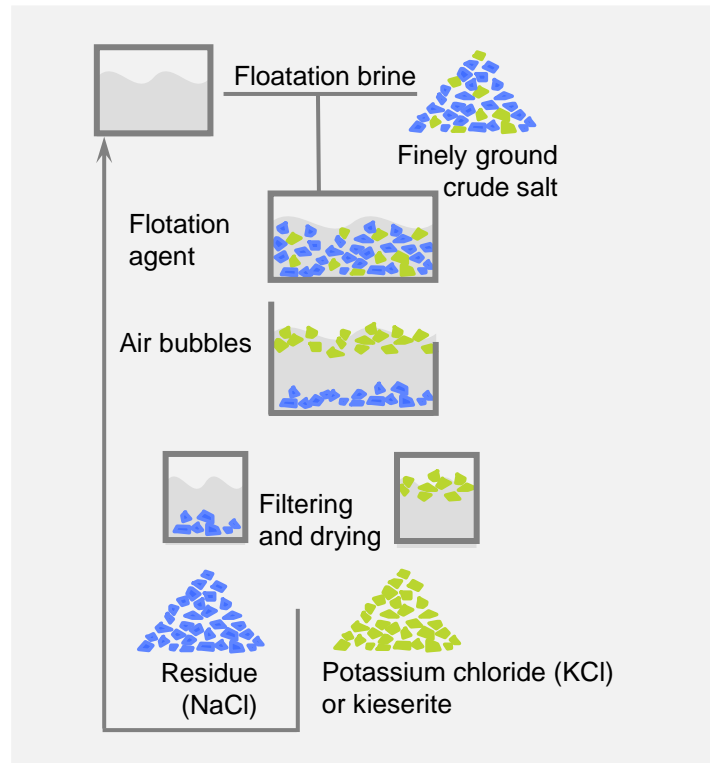 Floatation brine
Finely ground
crude salt
Flotation
agent
Air bubbles
Filtering
and drying
Residue
(NaCl)
Potassium chloride (KCl)
or kieserite